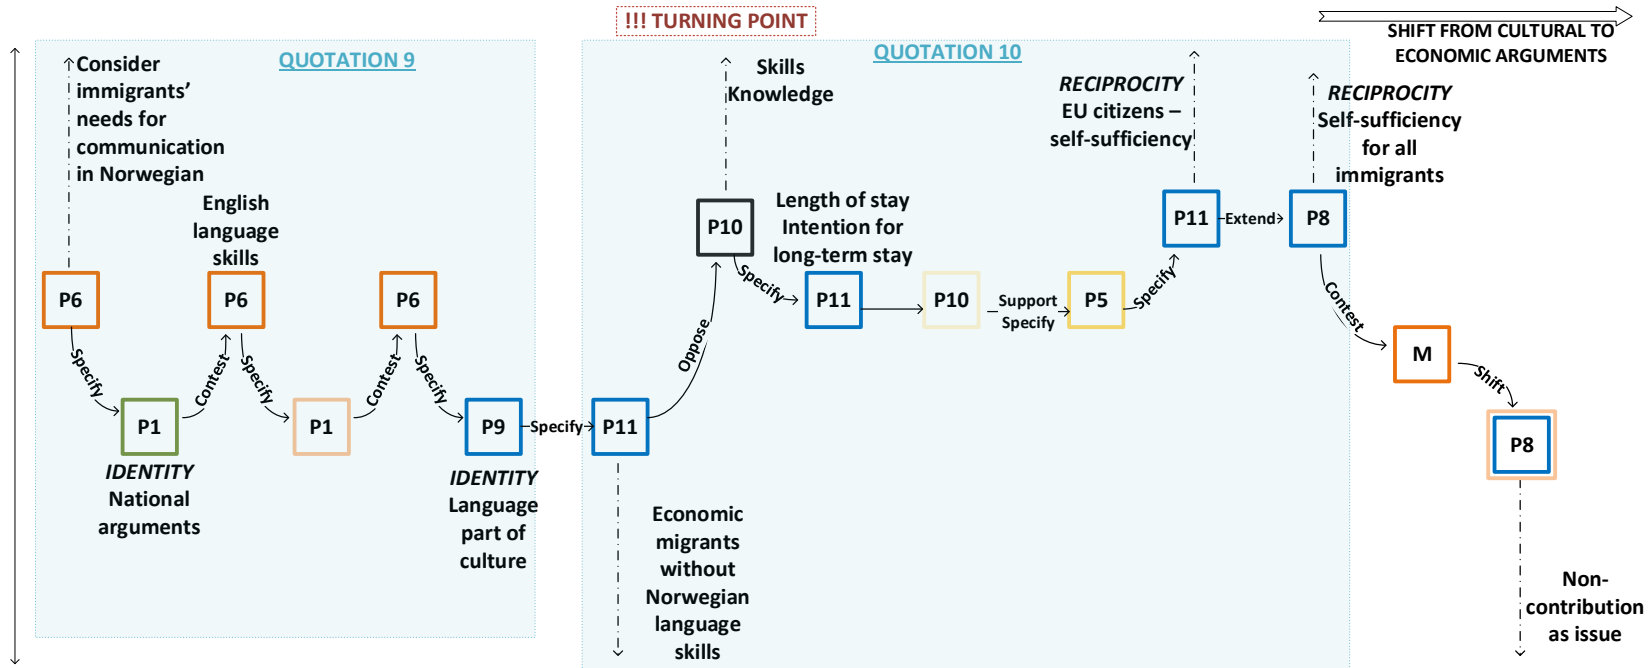 !!! TURNING POINT
SHIFT FROM CULTURAL TO
ECONOMIC ARGUMENTS
QUOTATION 9
Consider
immigrants’
needs for
communication
in Norwegian
English
language
skills
P6
P6
P6
Specify
Contest
Specify
Contest
Specify
P1
P1
P9
IDENTITY
National
arguments
IDENTITY
Language
part of
culture
Specify
QUOTATION 10
P11
Economic
migrants
without
Norwegian
language
skills
Oppose
Skills
Knowledge
P10
Specify
Length of stay
Intention for
long-term stay
P11
P10
Support
Specify
P5
Specify
RECIPROCITY
EU citizens –
self-sufficiency
P11
Extend
RECIPROCITY
Self-sufficiency
for all
immigrants
P8
Contest
M
Shift
P8
Non-
contribution
as issue